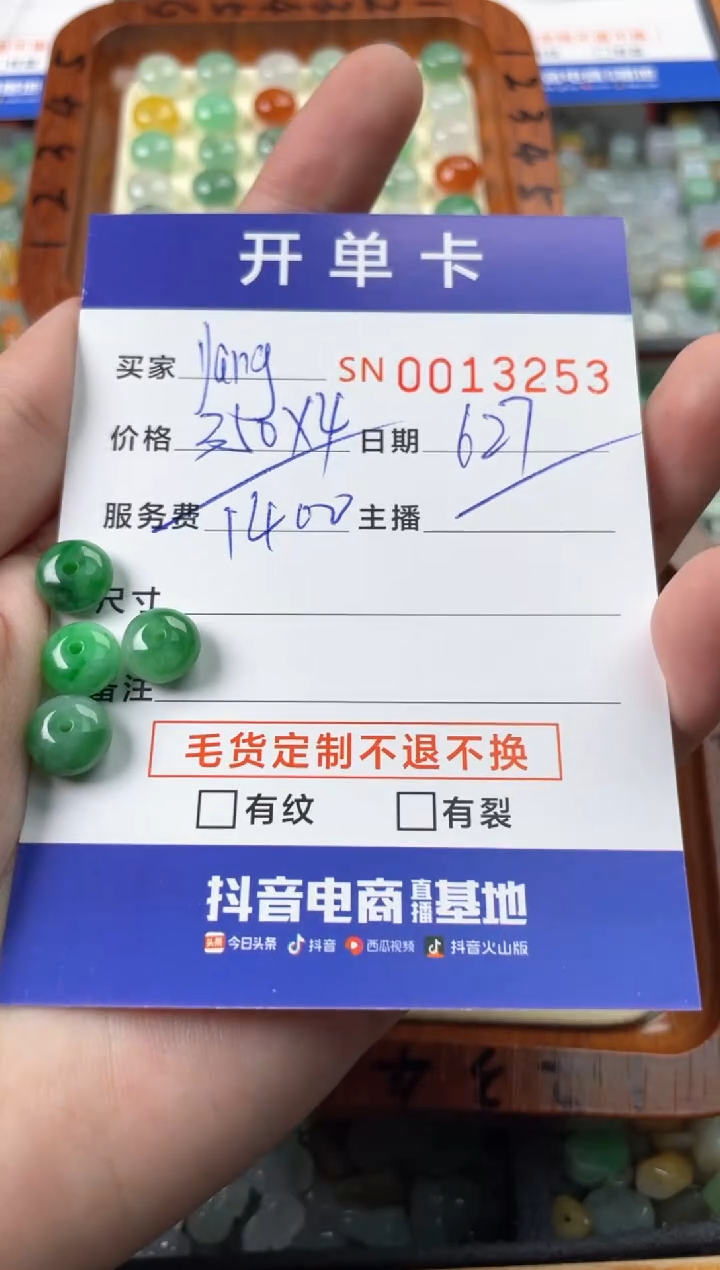 开单卡
买家 yang SN 0013253
价格 350X4 日期 627
服务费 1400 主播
尺寸
备注
毛货定制不退不换
有纹 有裂
抖音电商直播基地
头条 今日头条 抖音 西瓜视频 抖音火山版